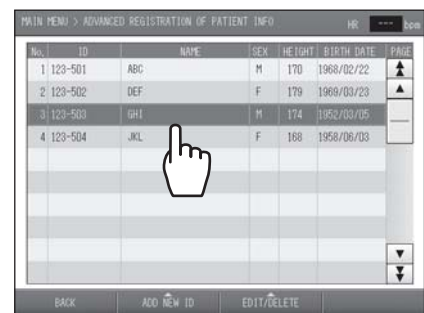 MAIN MENU > ADVANCED REGISTRATION OF PATIENT INFO HR --- bpm
No. ID NAME SEX HEIGHT BIRTH DATE PAGE
1 123-501 ABC M 170 1968/02/22
2 123-502 DEF F 179 1969/03/23
3 123-503 GHI M 174 1952/03/05
4 123-504 JKL F 168 1958/06/03
BACK ADD NEW ID EDIT/DELETE